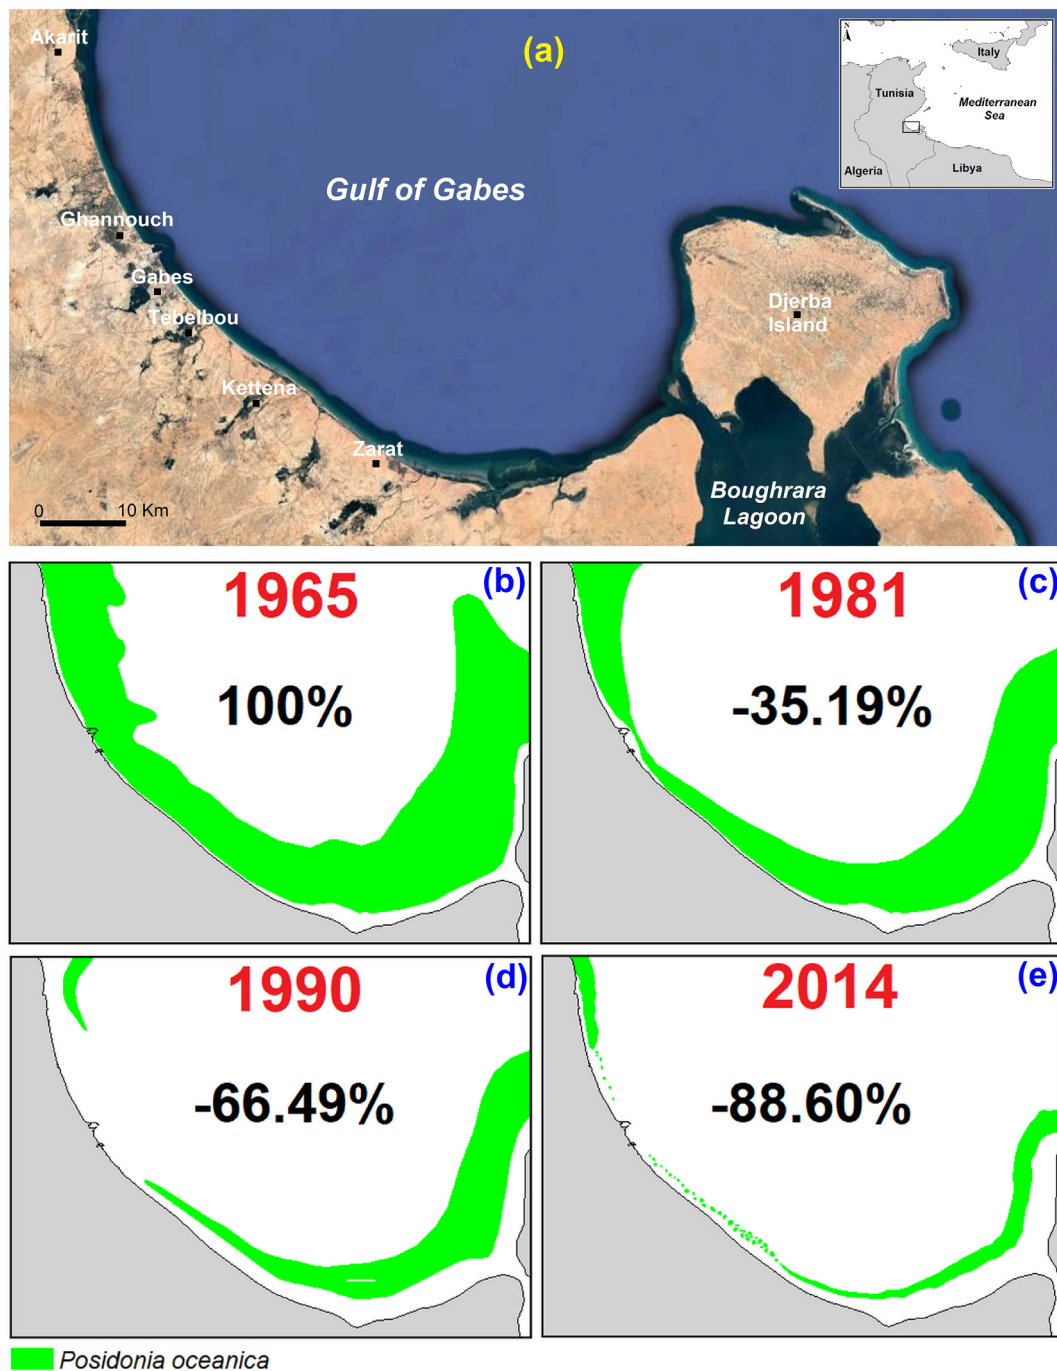 Akarit
(a)
Italy
Tunisia
Mediterranean
Sea
Algeria
Libya
N
Gulf of Gabes
Ghannouch
Gabes
Tebelbou
Djerba
Island
Kettena
Zarat
0 10 Km
Boughrara
Lagoon
1965
(b)
100%
1981
(c)
-35.19%
1990
(d)
-66.49%
2014
(e)
-88.60%
Posidonia oceanica